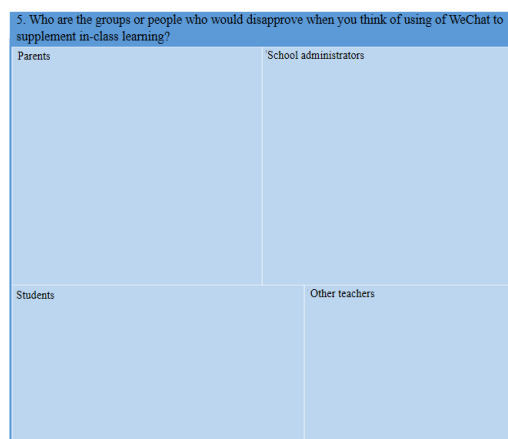 5. Who are the groups or people who would disapprove when you think of using of WeChat to
supplement in-class learning?
Parents
'School administrators
Students
Other teachers